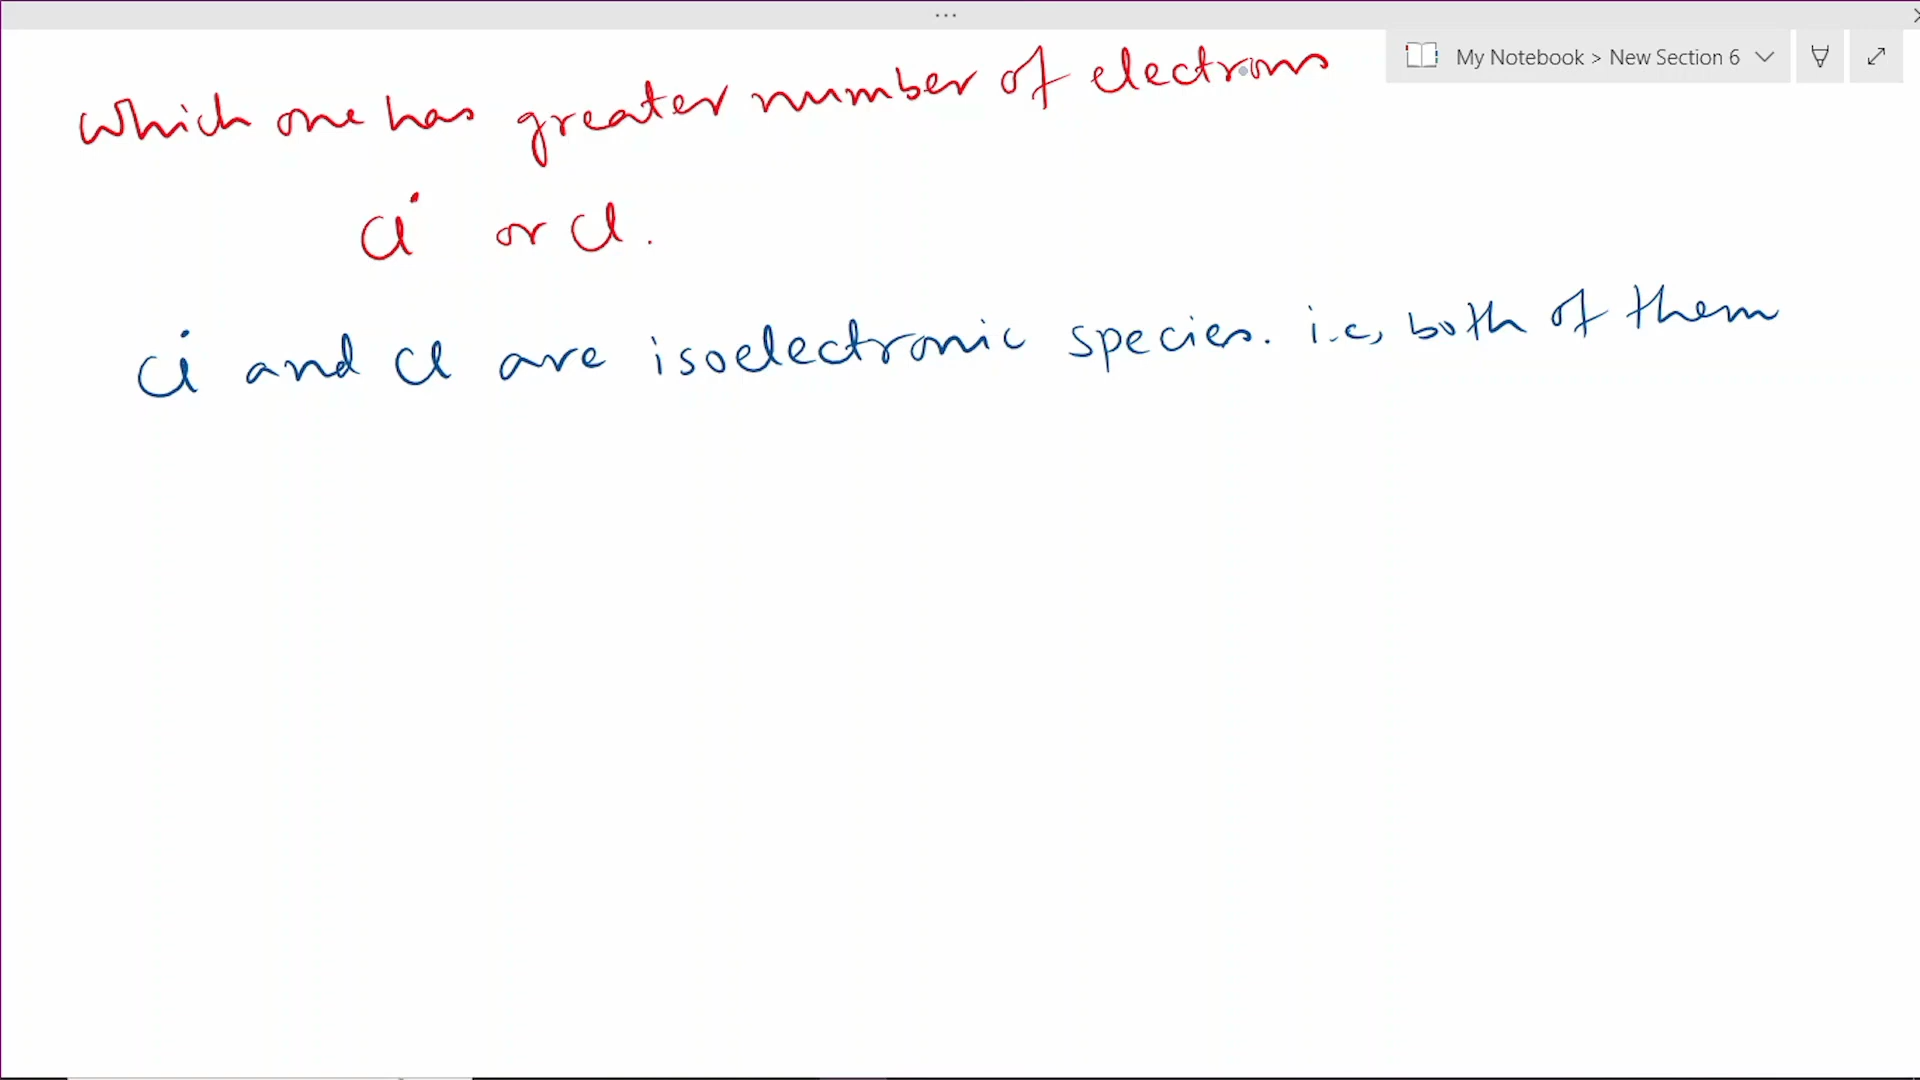 ...
My Notebook > New Section 6
Which one has greater number of electrons
Cl• or Cl.
Cl• and Cl are isoelectronic species. i.e, both of them